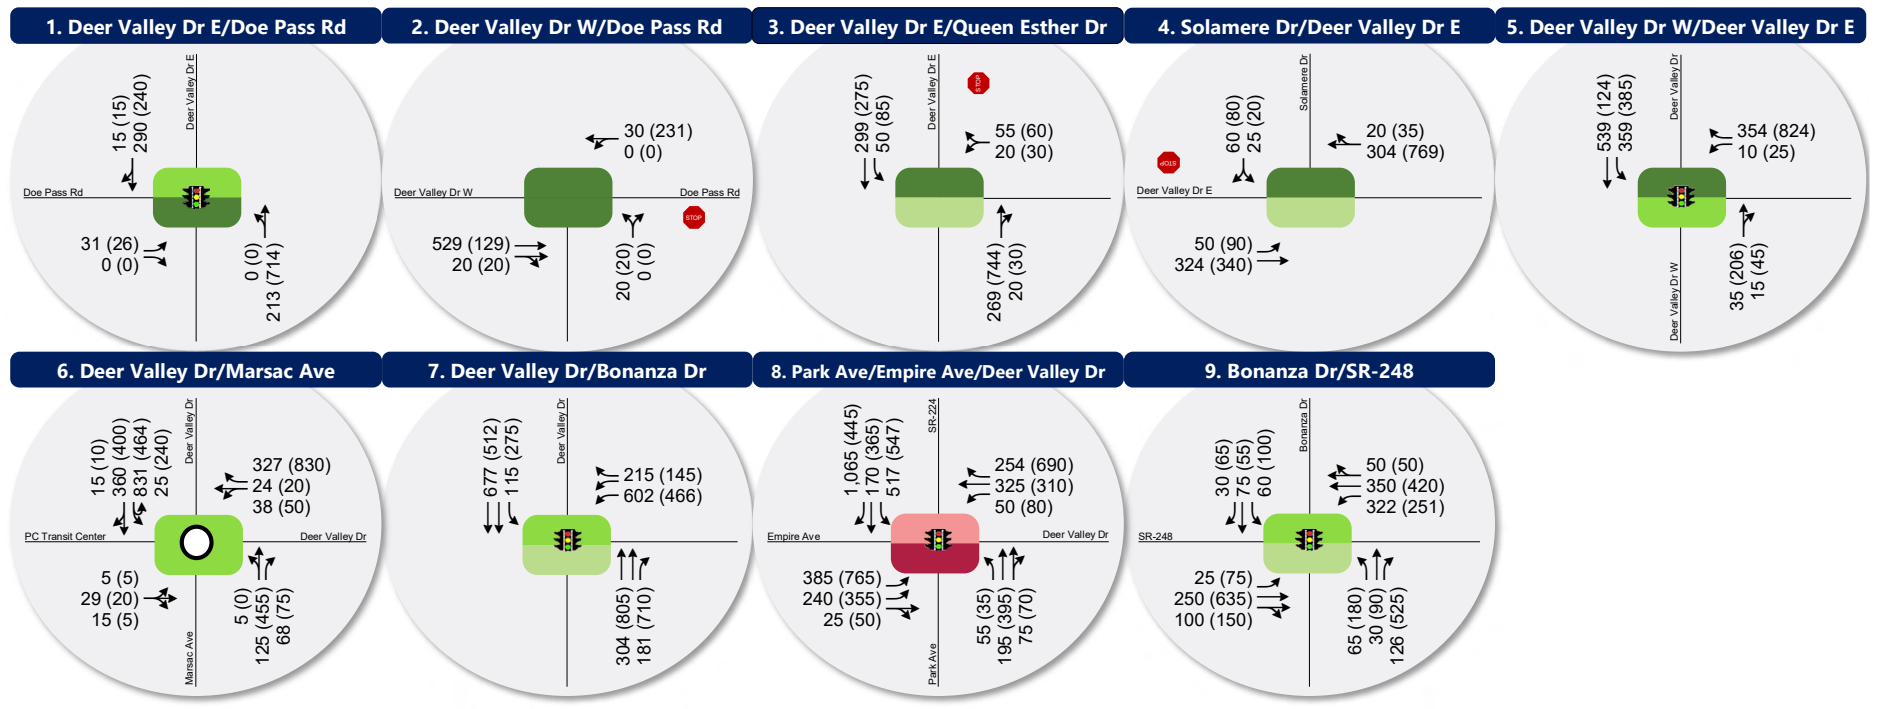 1. Deer Valley Dr E/Doe Pass Rd
Deer Valley Dr E
15 (15)
290 (240)
Doe Pass Rd
31 (26)
0 (0)
0 (0)
213 (714)
2. Deer Valley Dr W/Doe Pass Rd
30 (231)
0 (0)
Deer Valley Dr W
Doe Pass Rd
STOP
529 (129)
20 (20)
20 (20)
0 (0)
3. Deer Valley Dr E/Queen Esther Dr
Deer Valley Dr E
STOP
299 (275)
50 (85)
55 (60)
20 (30)
269 (744)
20 (30)
4. Solamere Dr/Deer Valley Dr E
Solamere Dr
60 (80)
25 (20)
20 (35)
304 (769)
STOP
Deer Valley Dr E
50 (90)
324 (340)
5. Deer Valley Dr W/Deer Valley Dr E
Deer Valley Dr
539 (124)
359 (385)
354 (824)
10 (25)
35 (206)
15 (45)
Deer Valley Dr W
6. Deer Valley Dr/Marsac Ave
Deer Valley Dr
15 (10)
360 (400)
831 (464)
25 (240)
327 (830)
24 (20)
38 (50)
PC Transit Center
Deer Valley Dr
5 (5)
29 (20)
15 (5)
5 (0)
125 (455)
68 (75)
Marsac Ave
7. Deer Valley Dr/Bonanza Dr
Deer Valley Dr
677 (512)
115 (275)
215 (145)
602 (466)
304 (805)
181 (710)
8. Park Ave/Empire Ave/Deer Valley Dr
SR-224
1,065 (445)
170 (365)
517 (547)
254 (690)
325 (310)
50 (80)
Empire Ave
Deer Valley Dr
385 (765)
240 (355)
25 (50)
55 (35)
195 (395)
75 (70)
Park Ave
9. Bonanza Dr/SR-248
Bonanza Dr
30 (65)
75 (55)
60 (100)
50 (50)
350 (420)
322 (251)
SR-248
25 (75)
250 (635)
100 (150)
65 (180)
30 (90)
126 (525)